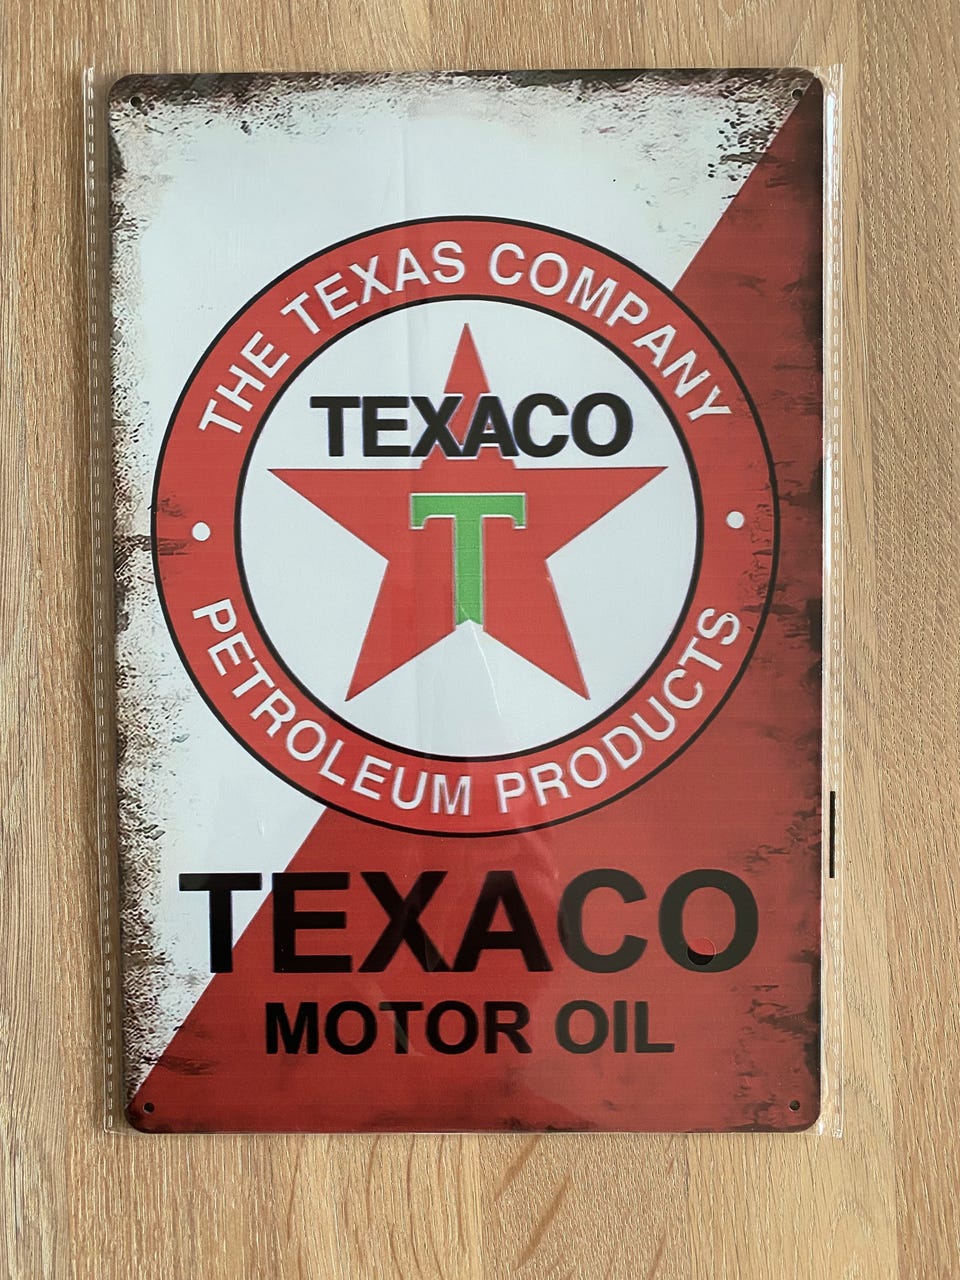 THE TEXAS COMPANY
TEXACO
T
PETROLEUM PRODUCTS
TEXACO
MOTOR OIL